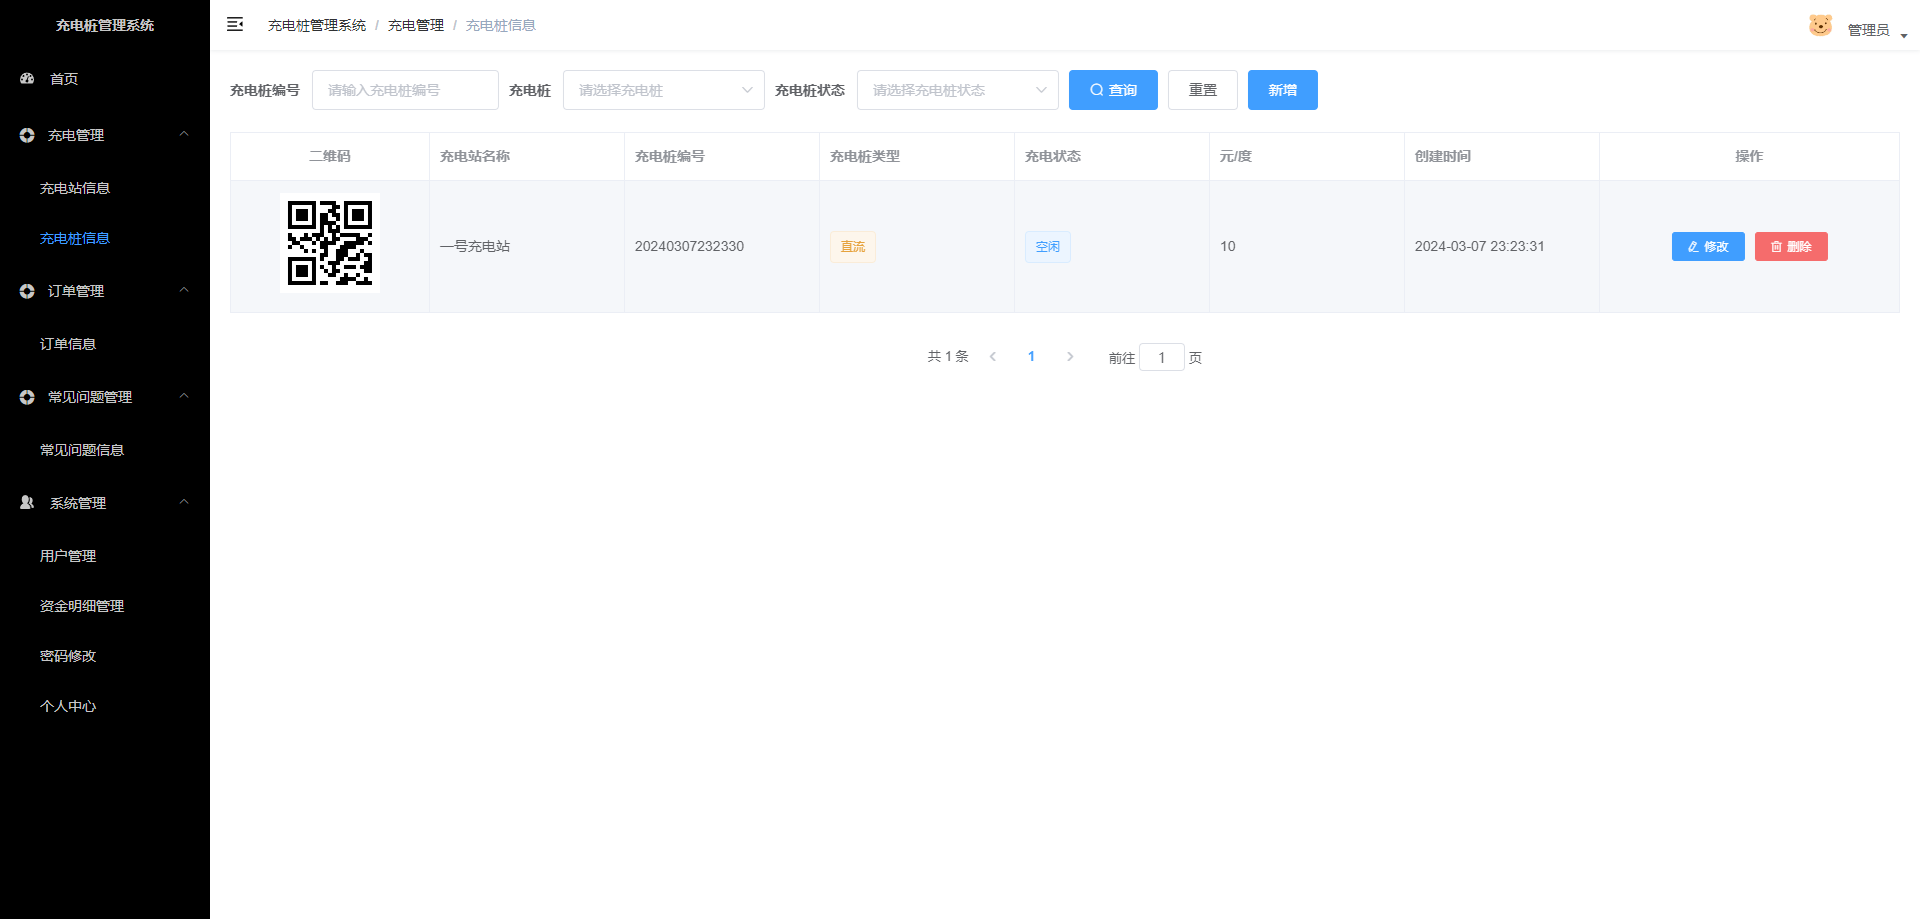 充电桩管理系统
首页
充电管理
充电站信息
充电桩信息
订单管理
订单信息
常见问题管理
常见问题信息
系统管理
用户管理
资金明细管理
密码修改
个人中心
充电桩管理系统 / 充电管理 / 充电桩信息
管理员
充电桩编号 请输入充电桩编号 充电桩 请选择充电桩 充电桩状态 请选择充电桩状态 查询 重置 新增
二维码 充电站名称 充电桩编号 充电桩类型 充电状态 元/度 创建时间 操作
一号充电站 20240307232330 直流 空闲 10 2024-03-07 23:23:31 修改 删除
共 1 条 1 前往 1 页